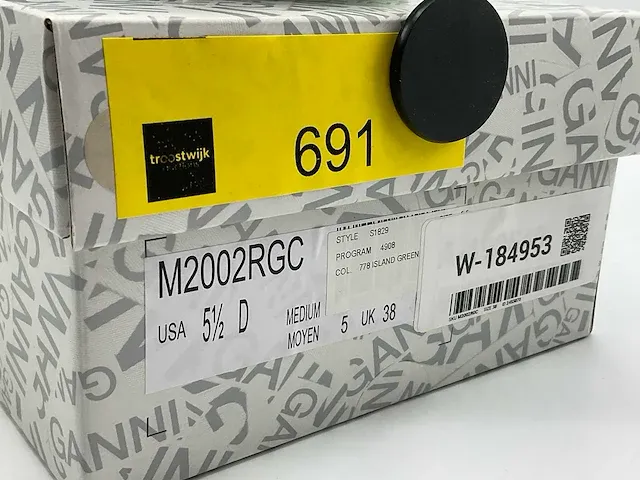 troostwijk
691
M2002RGC
USA 5½ D
MEDIUM
MOYEN
5 UK 38
STYLE S1829
PROGRAM 4908
COL. 778 ISLAND GREEN
W-184953
GANNI